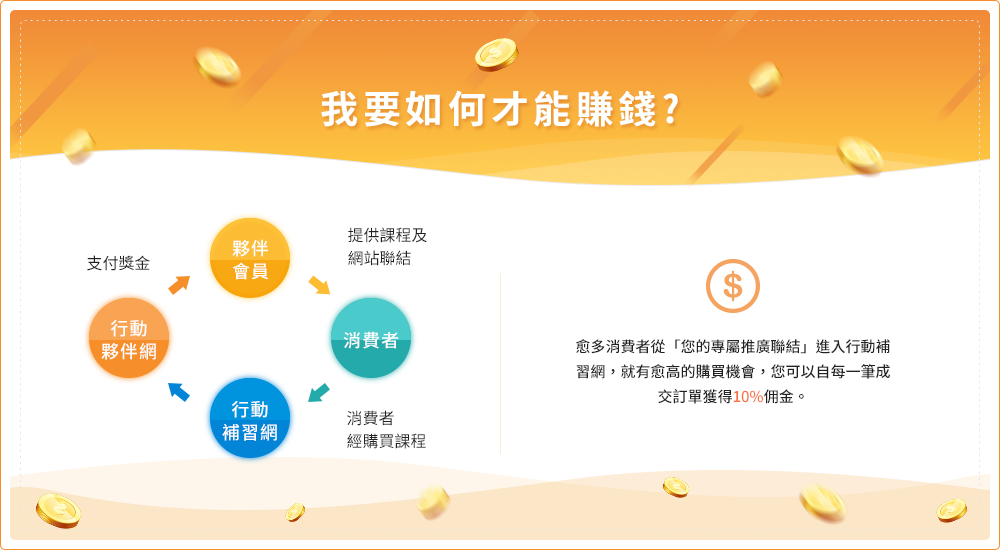 我要如何才能賺錢?
夥伴
會員
提供課程及
網站聯結
支付獎金
行動
夥伴網
消費者
行動
補習網
消費者
經購買課程
$
愈多消費者從「您的專屬推廣聯結」進入行動補
習網，就有愈高的購買機會，您可以自每一筆成
交訂單獲得10%佣金。